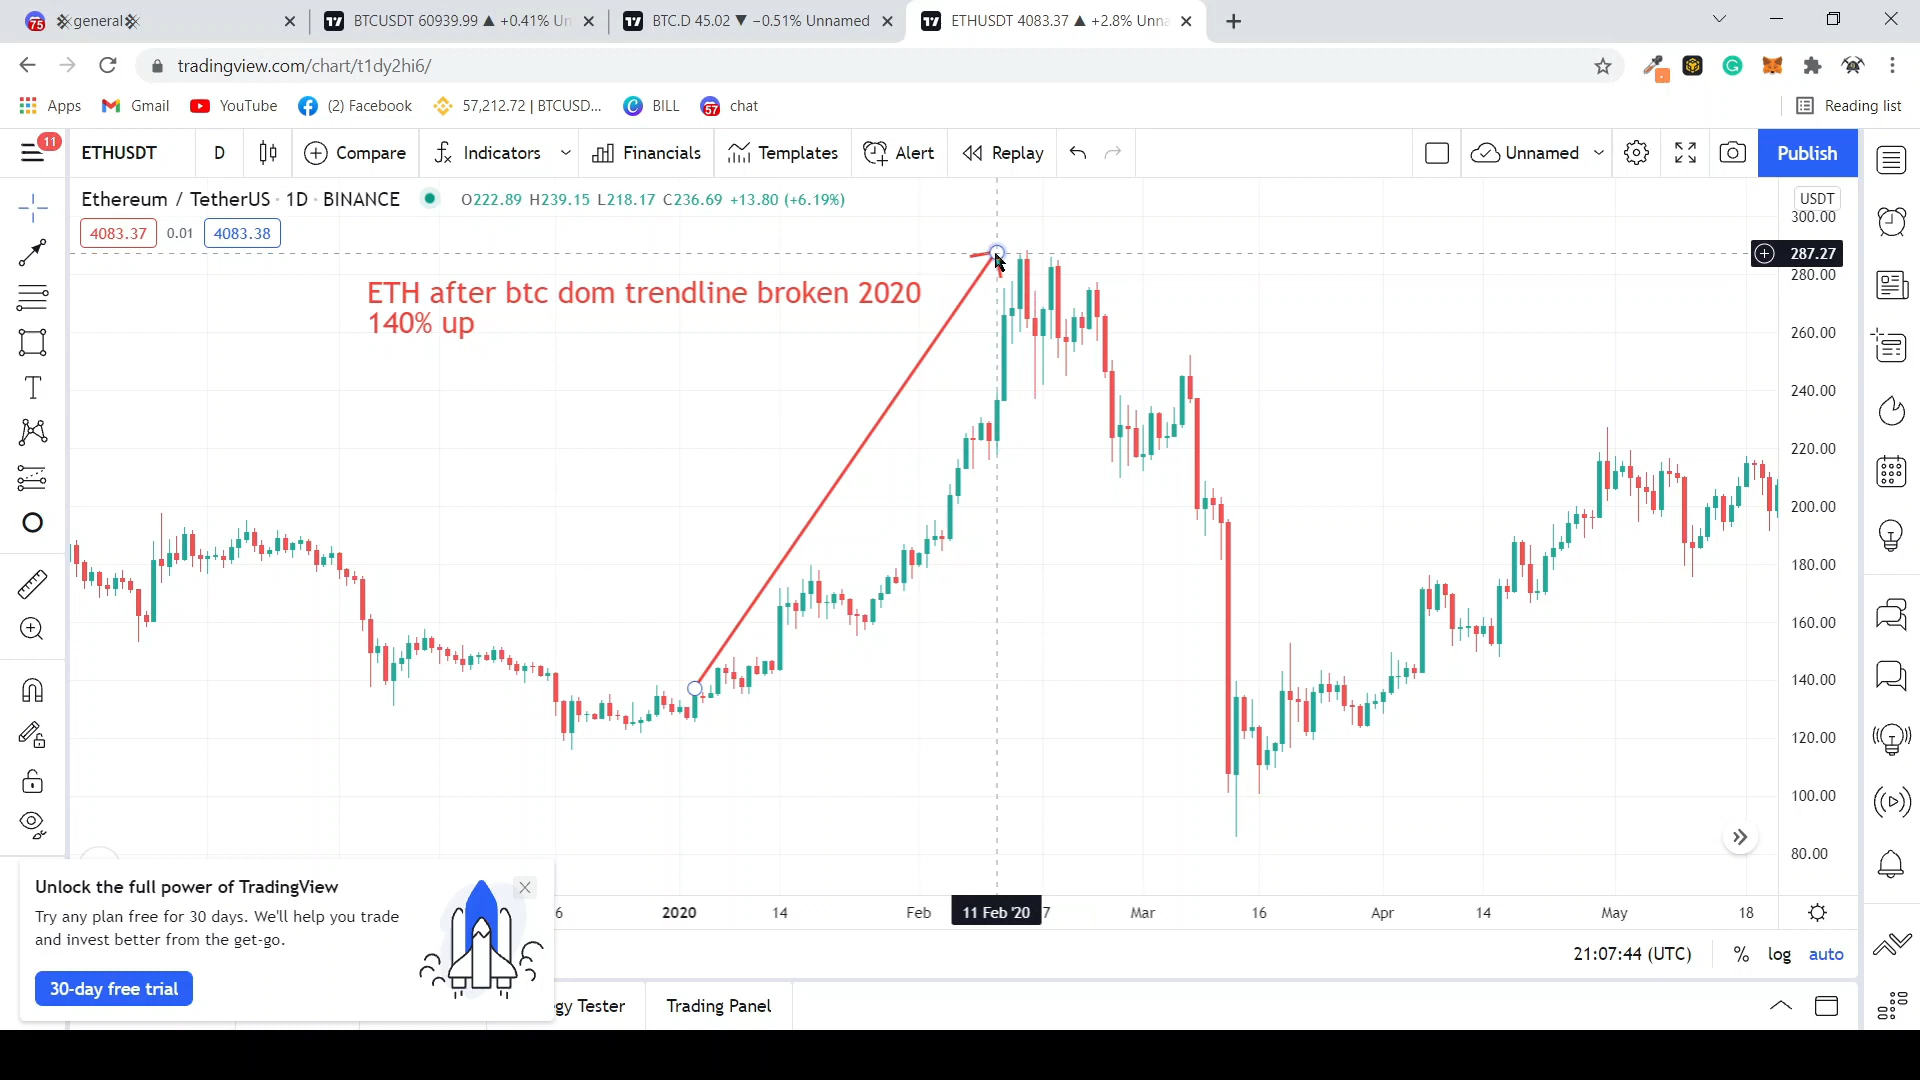 general
BTCUSDT 60939.99 ▲ +0.41% Un
BTC.D 45.02 ▼ −0.51% Unnamed
ETHUSDT 4083.37 ▲ +2.8% Unna
tradingview.com/chart/t1dy2hi6/
Apps
Gmail
YouTube
(2) Facebook
57,212.72 | BTCUSD...
BILL
chat
Reading list
11
ETHUSDT
D
Compare
Indicators
Financials
Templates
Alert
Replay
Unnamed
Publish
Ethereum / TetherUS · 1D · BINANCE
O222.89 H239.15 L218.17 C236.69 +13.80 (+6.19%)
USDT
4083.37
0.01
4083.38
ETH after btc dom trendline broken 2020
140% up
300.00
287.27
280.00
260.00
240.00
220.00
200.00
180.00
160.00
140.00
120.00
100.00
80.00
6
2020
14
Feb
11 Feb '20
7
Mar
16
Apr
14
May
18
Unlock the full power of TradingView
Try any plan free for 30 days. We'll help you trade
and invest better from the get-go.
30-day free trial
21:07:44 (UTC)
%
log
auto
gy Tester
Trading Panel